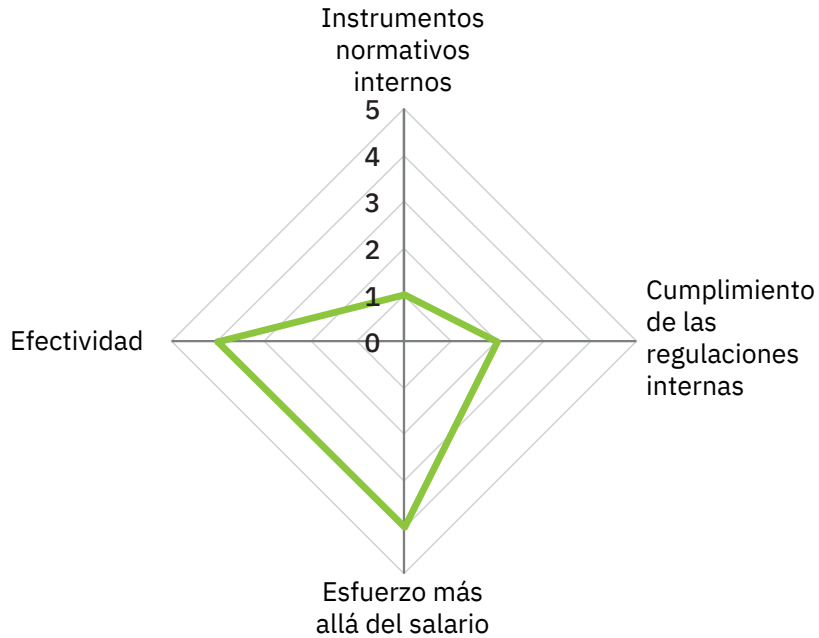 Instrumentos
normativos
internos
5
4
3
2
1
0
Efectividad
Cumplimiento
de las
regulaciones
internas
Esfuerzo más
allá del salario